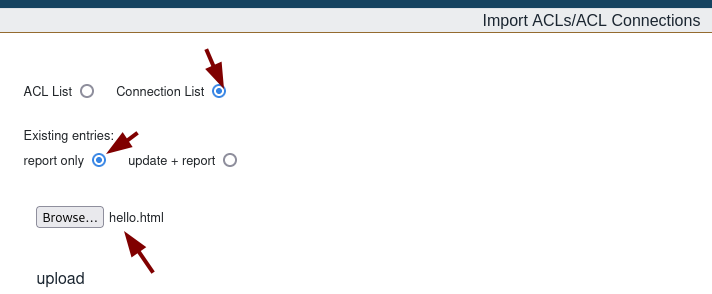 Import ACLs/ACL Connections
ACL List Connection List
Existing entries:
report only update + report
Browse... hello.html
upload